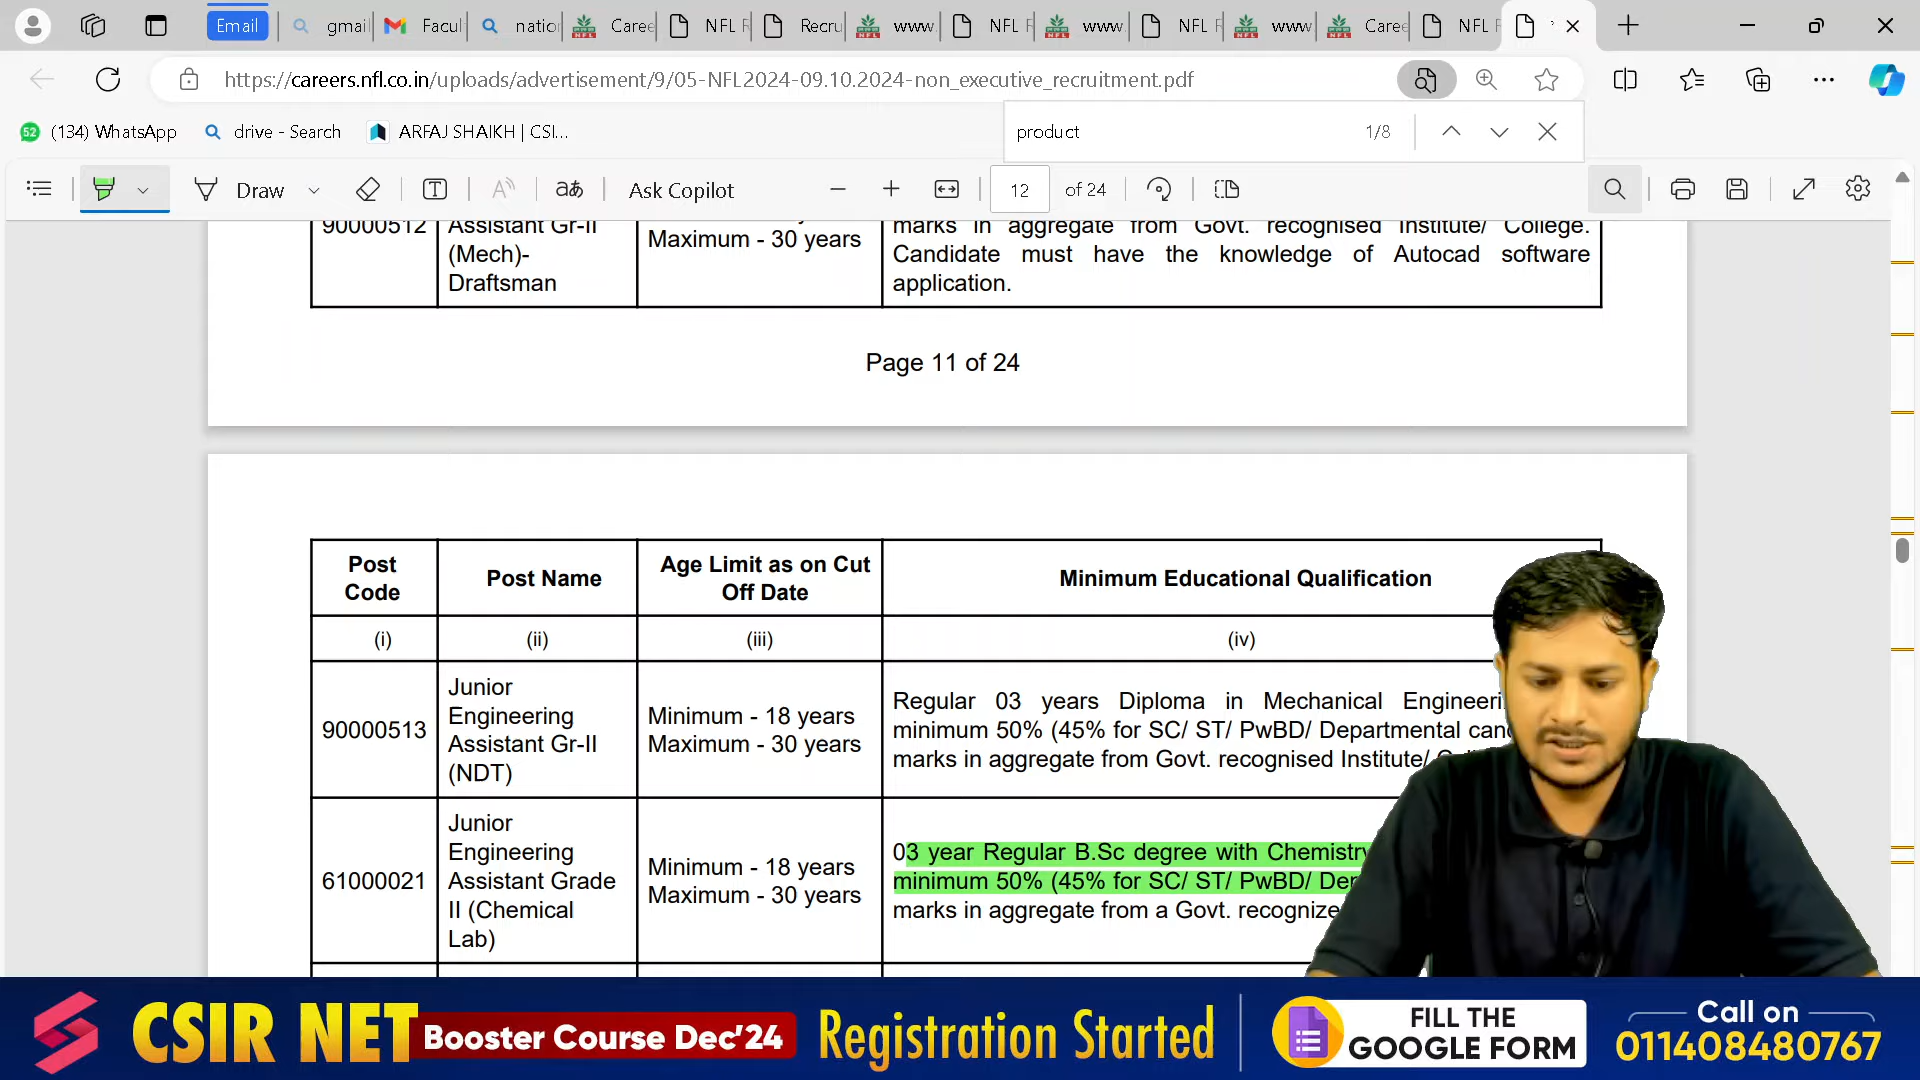 Email
gmai
Facul
natio
Caree
NFL F
Recru
www.
NFL F
www
NFL F
www
Caree
NFL F
https://careers.nfl.co.in/uploads/advertisement/9/05-NFL2024-09.10.2024-non_executive_recruitment.pdf
52 (134) WhatsApp
drive - Search
ARFAJ SHAIKH | CSI...
product 1/8
Draw
Ask Copilot
12 of 24
90000512
Assistant Gr-II
(Mech)-
Draftsman
Maximum - 30 years
marks in aggregate from Govt. recognised Institute/ College.
Candidate must have the knowledge of Autocad software
application.
Page 11 of 24
Post Code
Post Name
Age Limit as on Cut Off Date
Minimum Educational Qualification
(i) (ii) (iii) (iv)
90000513
Junior
Engineering
Assistant Gr-II
(NDT)
Minimum - 18 years
Maximum - 30 years
Regular 03 years Diploma in Mechanical Engineeri
minimum 50% (45% for SC/ ST/ PwBD/ Departmental can
marks in aggregate from Govt. recognised Institute/
61000021
Junior
Engineering
Assistant Grade
II (Chemical
Lab)
Minimum - 18 years
Maximum - 30 years
03 year Regular B.Sc degree with Chemistry
minimum 50% (45% for SC/ ST/ PwBD/ Dep
marks in aggregate from a Govt. recognize
CSIR NET
Booster Course Dec'24
Registration Started
FILL THE
GOOGLE FORM
Call on
011408480767